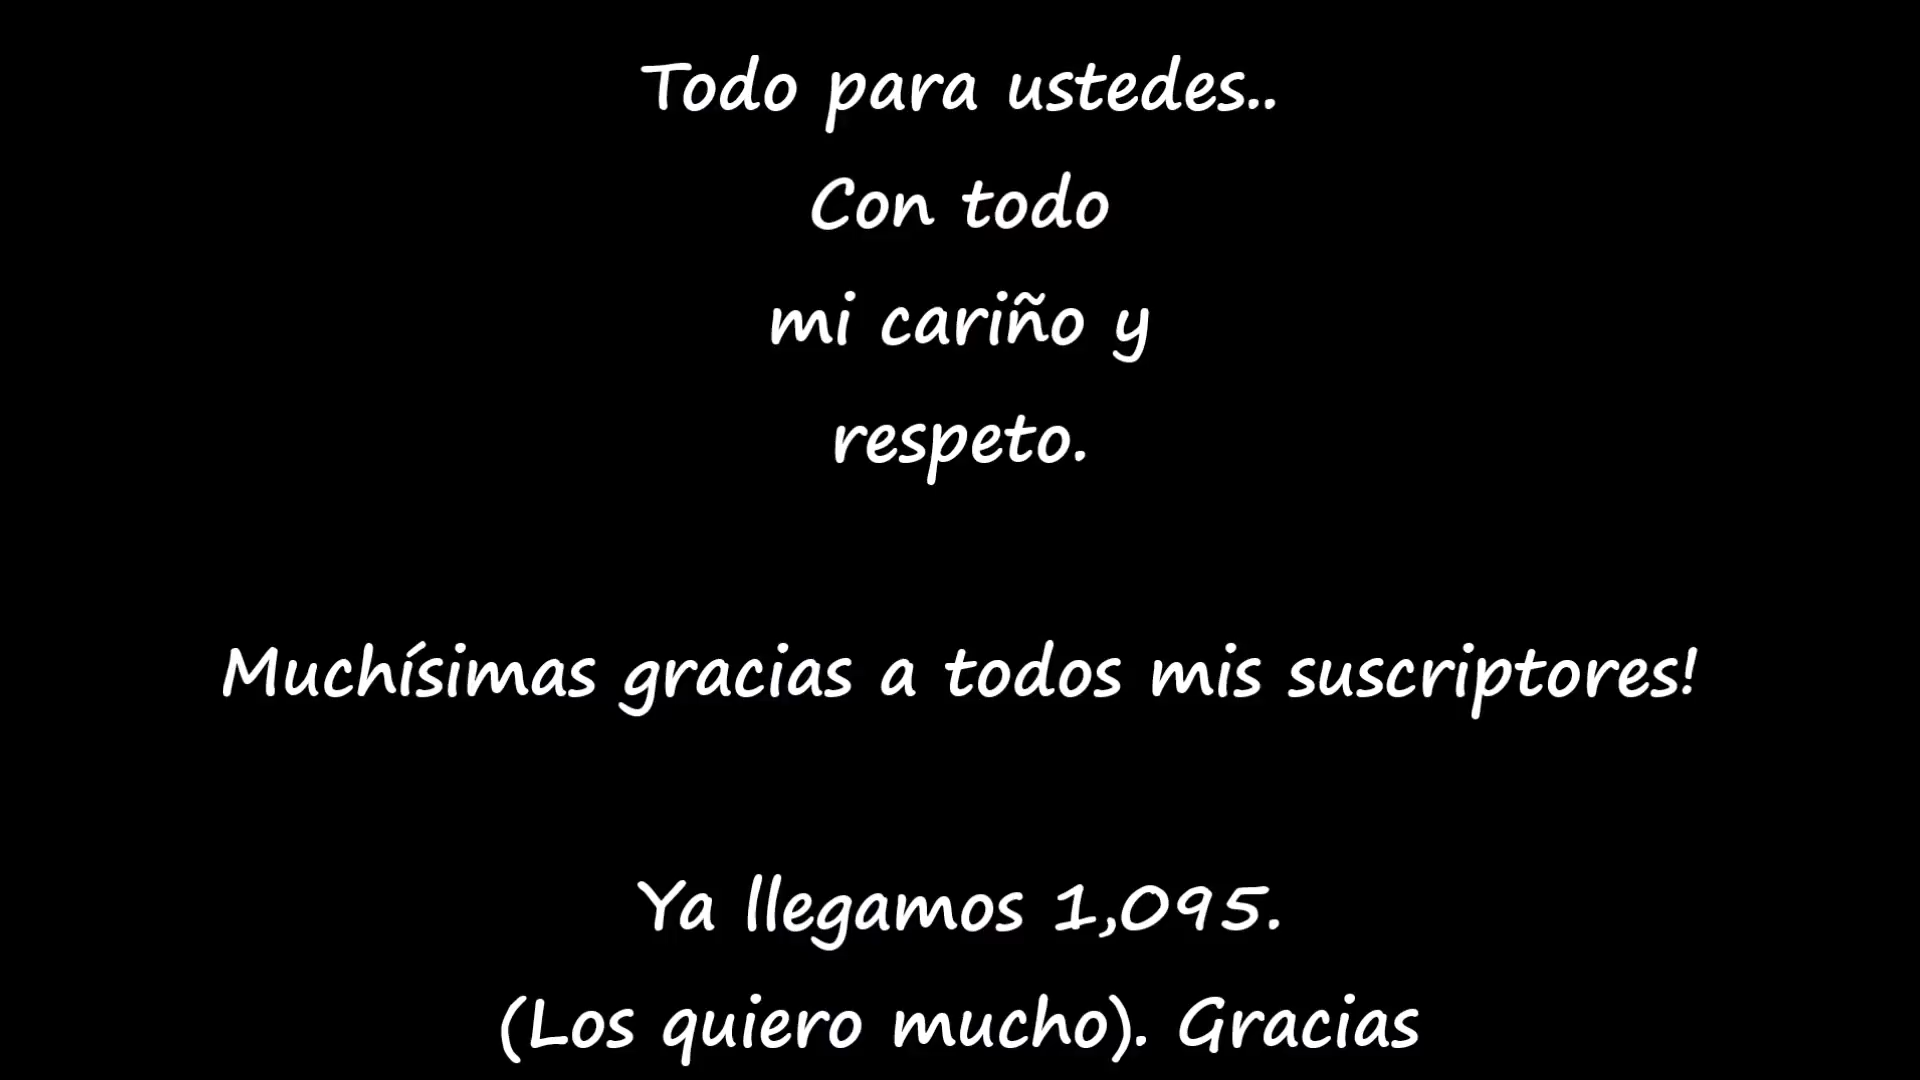 Todo para ustedes..
Con todo
mi cariño y
respeto.
Muchísimas gracias a todos mis suscriptores!
Ya llegamos 1,095.
(Los quiero mucho). Gracias